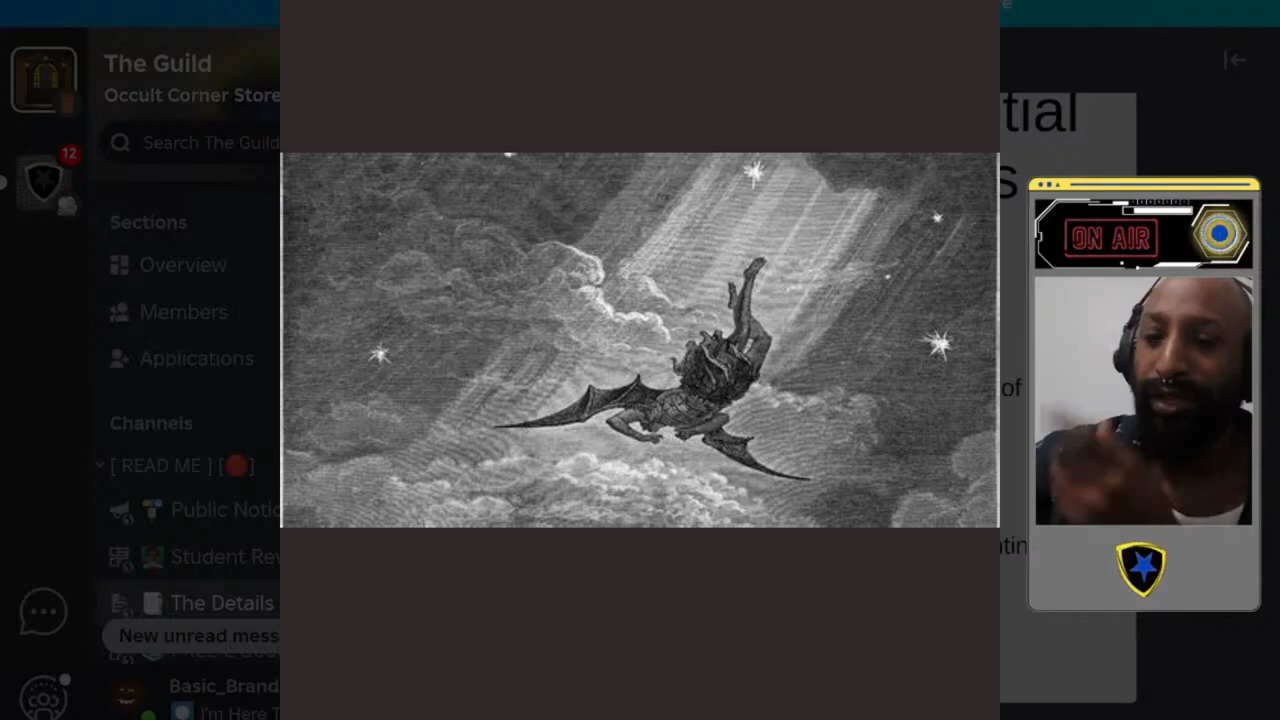 The Guild
Occult Corner Store
Search The Guild
12
Sections
Overview
Members
Applications
Channels
[ READ ME ] [🔴]
Public Notic
Student Rev
The Details
New unread mess
Basic_Brand
I'm Here T
tial
s
of
ntin
e
ON AIR